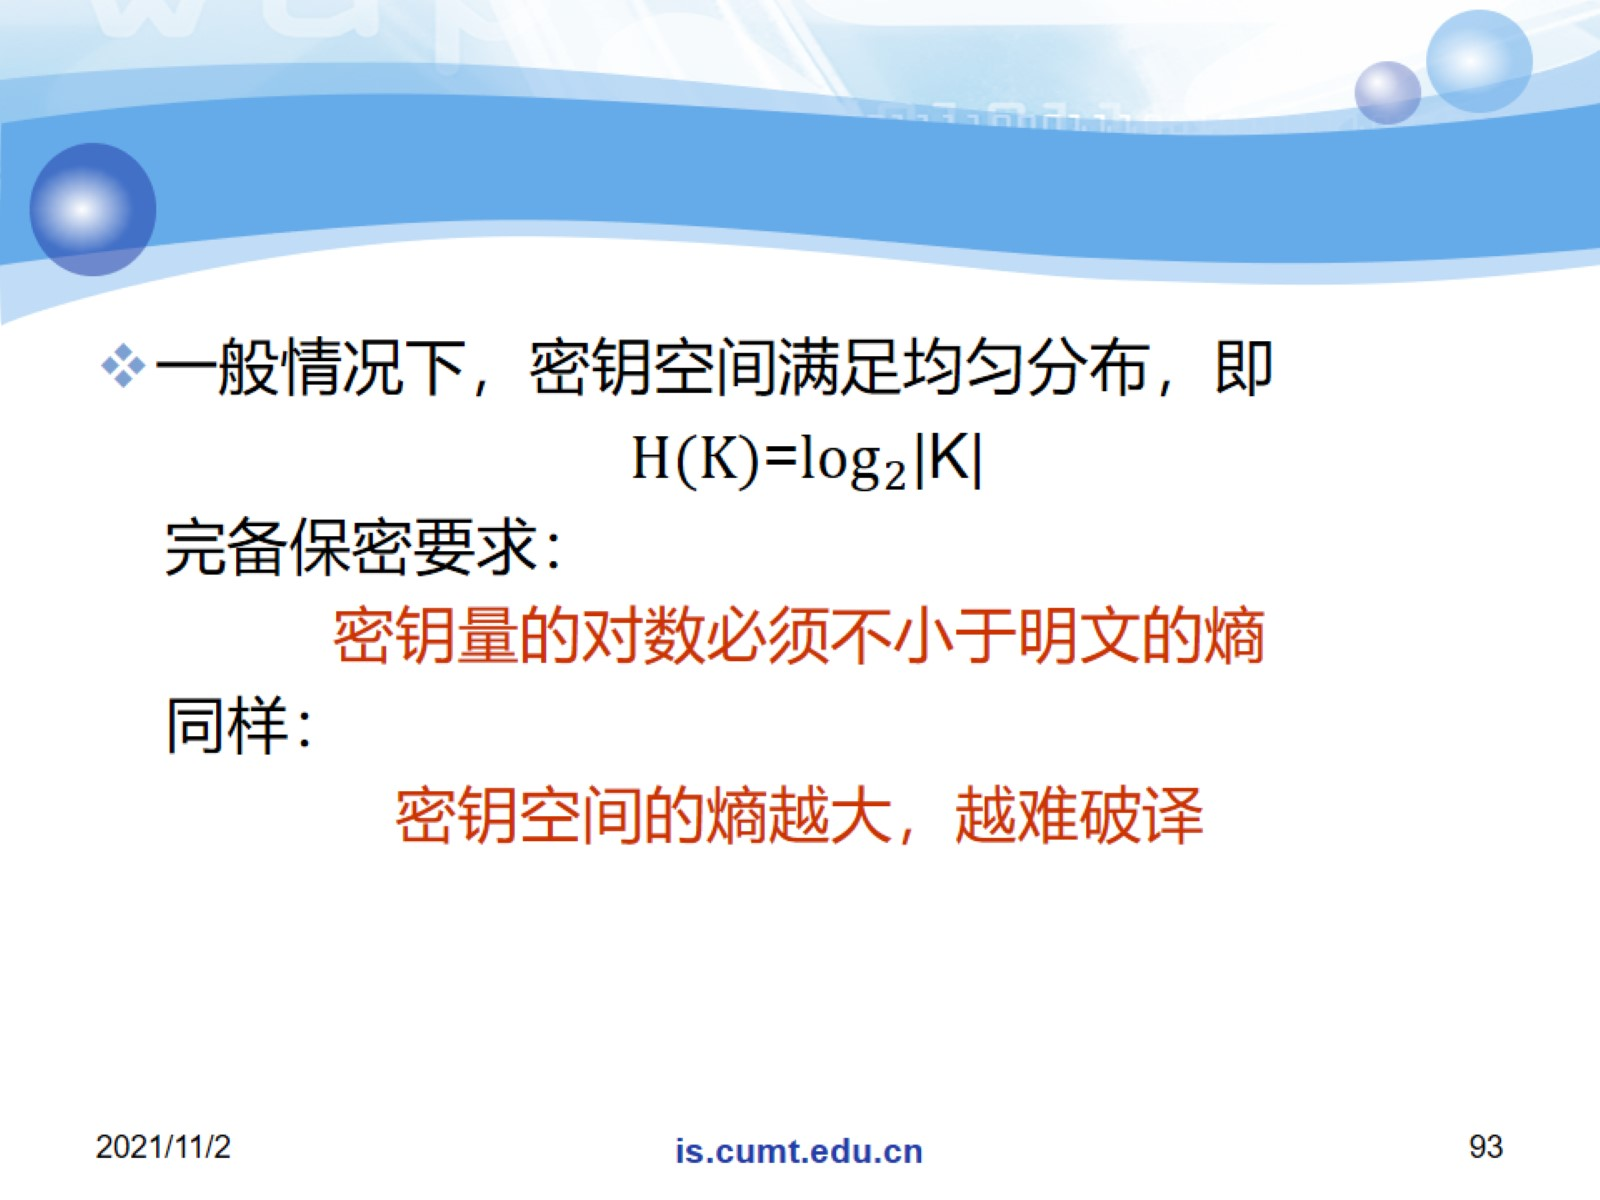 一般情况下，密钥空间满足均匀分布，即
H(K)=log₂|K|
完备保密要求：
密钥量的对数必须不小于明文的熵
同样：
密钥空间的熵越大，越难破译
2021/11/2
is.cumt.edu.cn
93